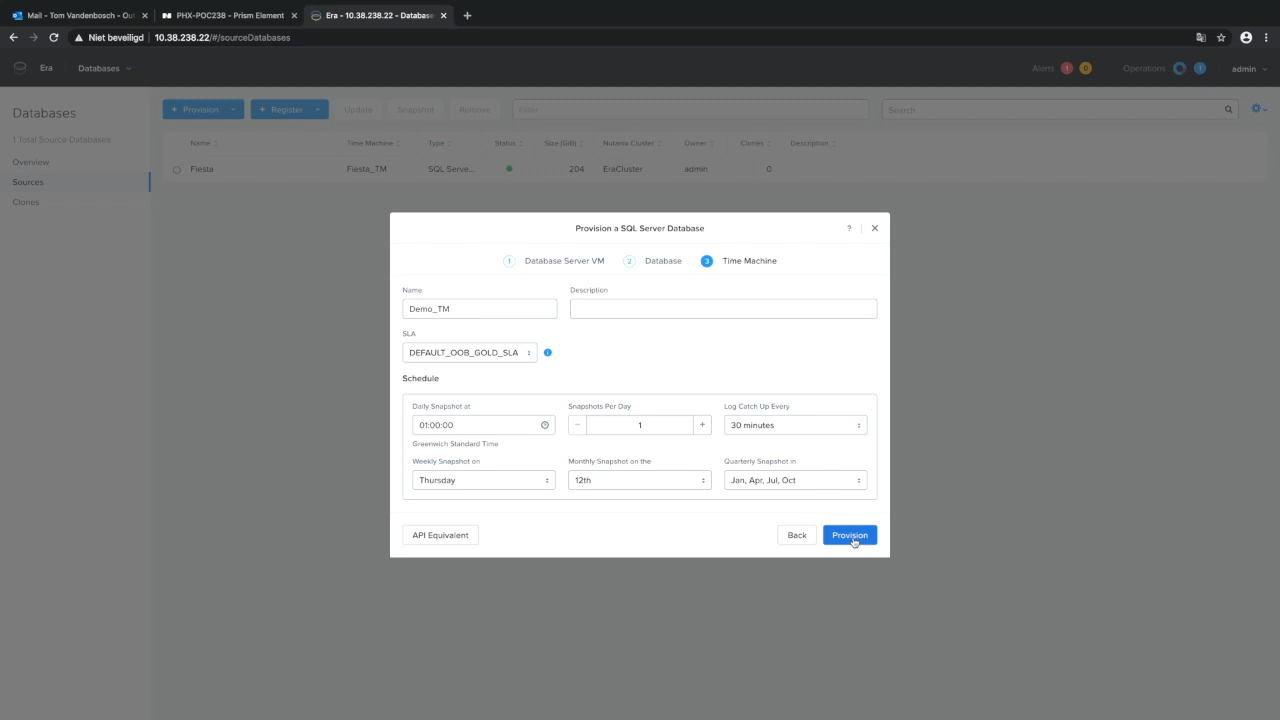 Mail - Tom Vandenbosch - Out
PHX-POC238 - Prism Element
Era - 10.38.238.22 - Database
Niet beveiligd
10.38.238.22/#/sourceDatabases
Era
Databases
Alerts 1 0
Operations 1
admin
Databases
1 Total Source Databases
Overview
Sources
Clones
+ Provision
+ Register
Update
Snapshot
Remove
Filter
Search
Name Time Machine Type Status Size (GiB) Nutanix Cluster Owner Clones Description
Fiesta Fiesta_TM SQL Serve... 204 EraCluster admin 0
Provision a SQL Server Database
?
1 Database Server VM 2 Database 3 Time Machine
Name Description
Demo_TM
SLA
DEFAULT_OOB_GOLD_SLA
Schedule
Daily Snapshot at Snapshots Per Day Log Catch Up Every
01:00:00 − 1 + 30 minutes
Greenwich Standard Time
Weekly Snapshot on Monthly Snapshot on the Quarterly Snapshot in
Thursday 12th Jan, Apr, Jul, Oct
API Equivalent Back Provision